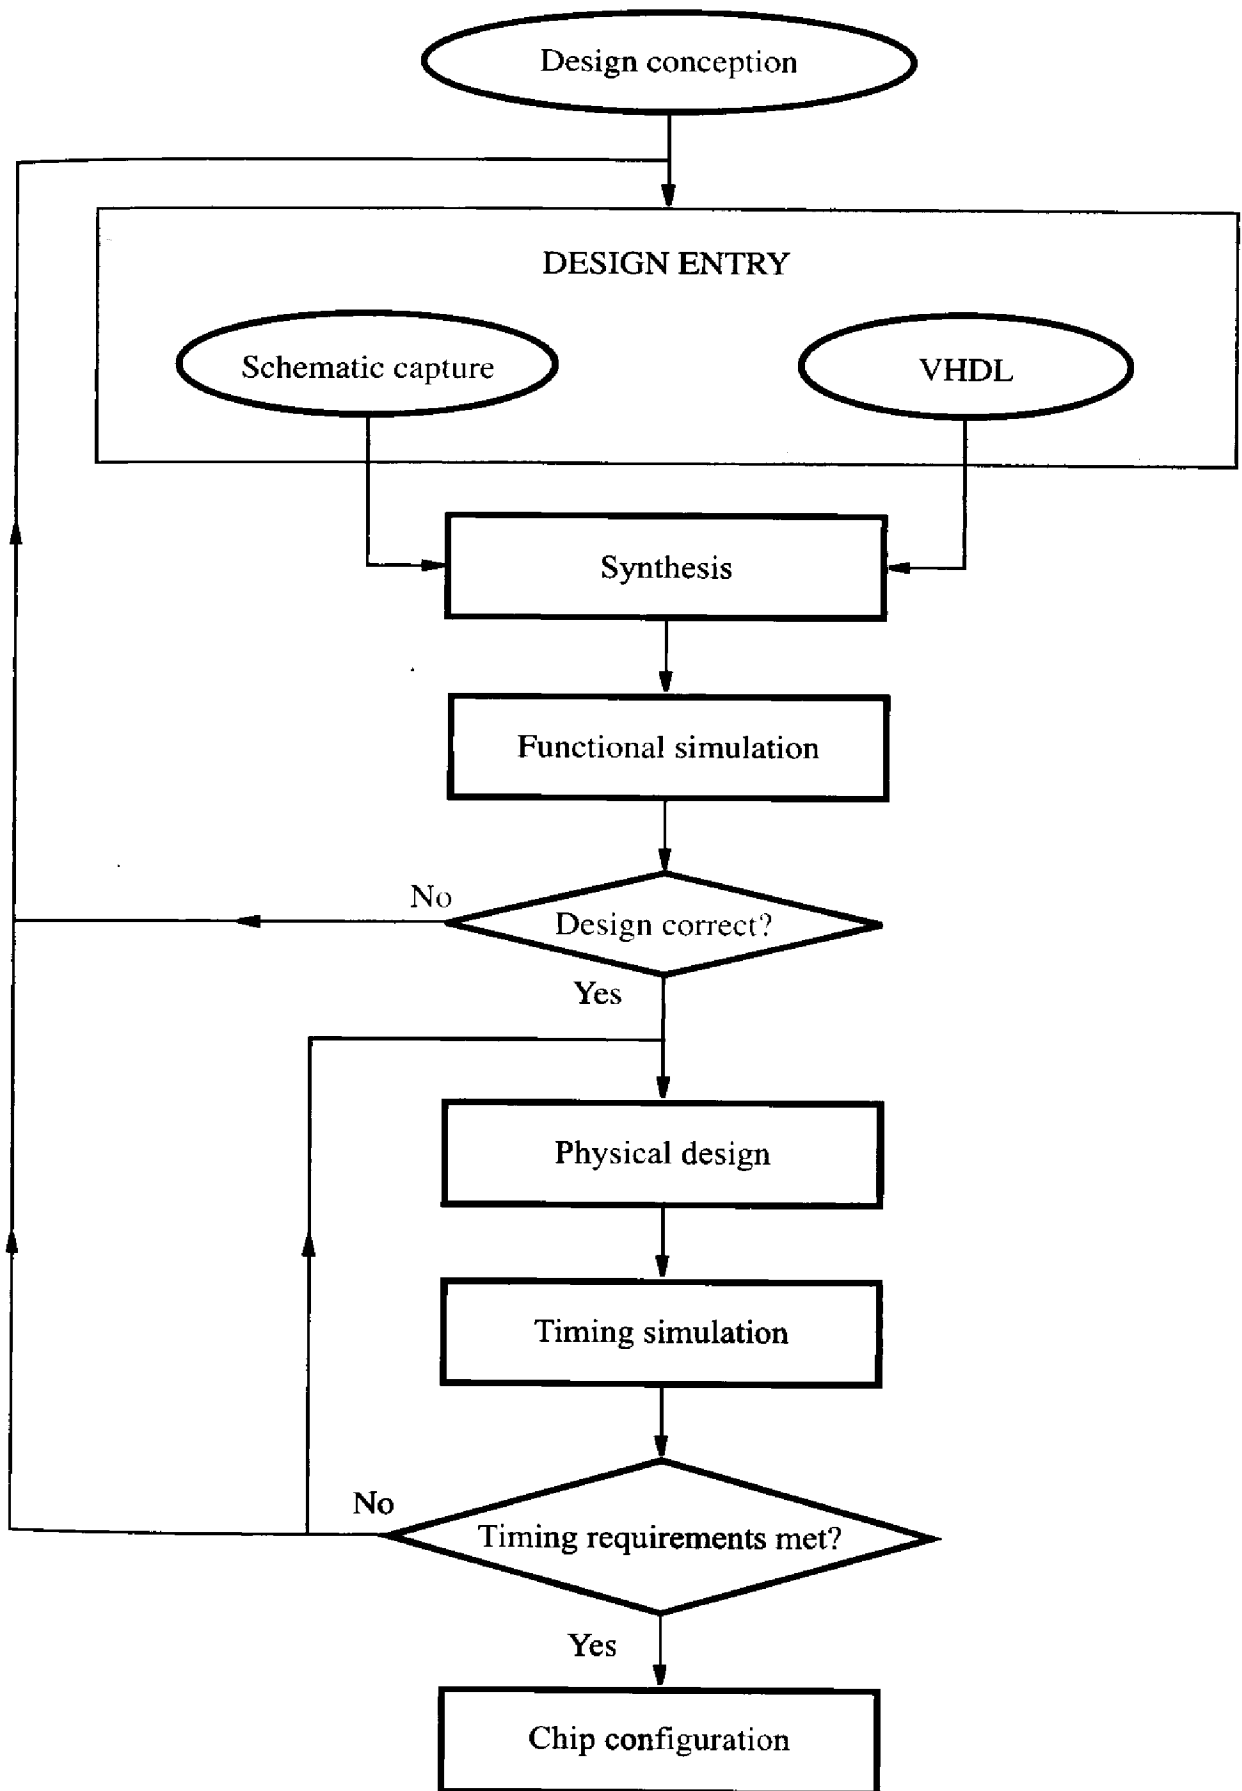 Design conception
DESIGN ENTRY
Schematic capture
VHDL
Synthesis
Functional simulation
No
Design correct?
Yes
Physical design
Timing simulation
No
Timing requirements met?
Yes
Chip configuration